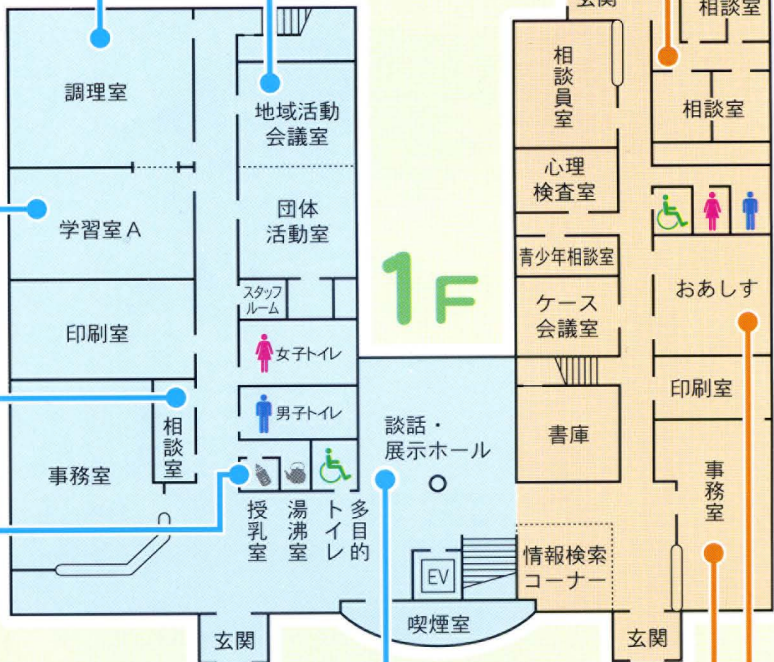 玄関
相談室
調理室
地域活動
会議室
相談員室
相談室
学習室A
団体
活動室
心理
検査室
スタッフ
ルーム
1F
青少年相談室
おあしす
印刷室
女子トイレ
ケース
会議室
男子トイレ
印刷室
相談室
談話・
展示ホール
書庫
事務室
事務室
授乳室
湯沸室
多目的
トイレ
情報検索
コーナー
EV
喫煙室
玄関
玄関